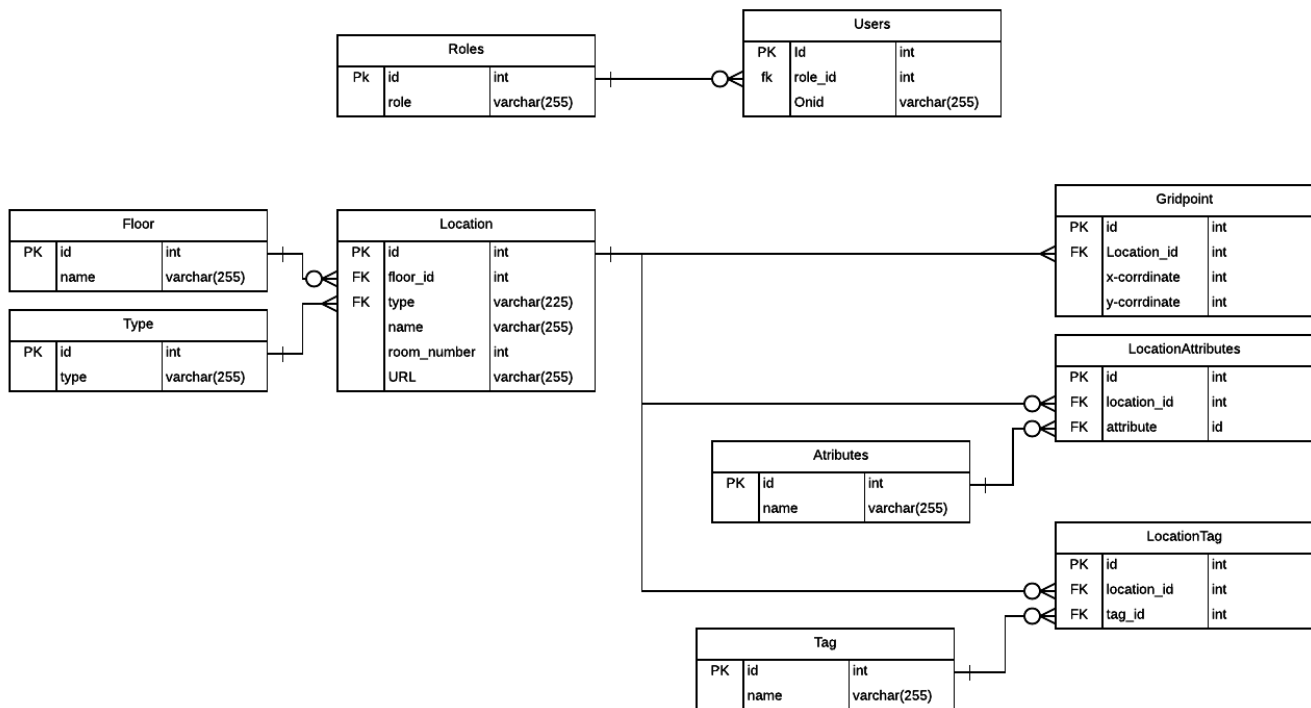 Roles
Pk id int
role varchar(255)
Users
PK Id int
fk role_id int
Onid varchar(255)
Floor
PK id int
name varchar(255)
Type
PK id int
type varchar(255)
Location
PK id int
FK floor_id int
FK type varchar(225)
name varchar(255)
room_number int
URL varchar(255)
Gridpoint
PK id int
FK Location_id int
x-corrdinate int
y-corrdinate int
LocationAttributes
PK id int
FK location_id int
FK attribute id
Atributes
PK id int
name varchar(255)
LocationTag
PK id int
FK location_id int
FK tag_id int
Tag
PK id int
name varchar(255)